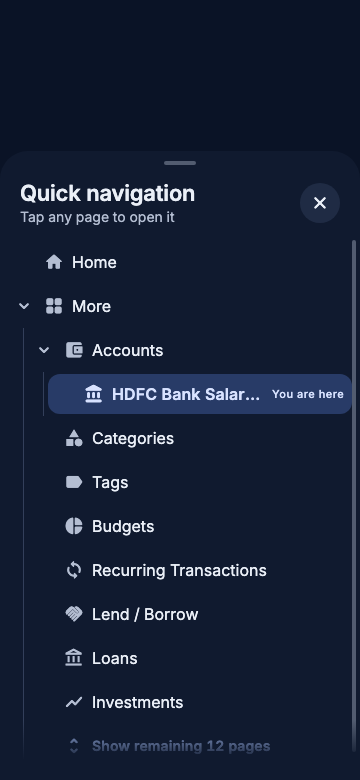 Quick navigation
Tap any page to open it
Home
More
Accounts
HDFC Bank Salar... You are here
Categories
Tags
Budgets
Recurring Transactions
Lend / Borrow
Loans
Investments
Show remaining 12 pages